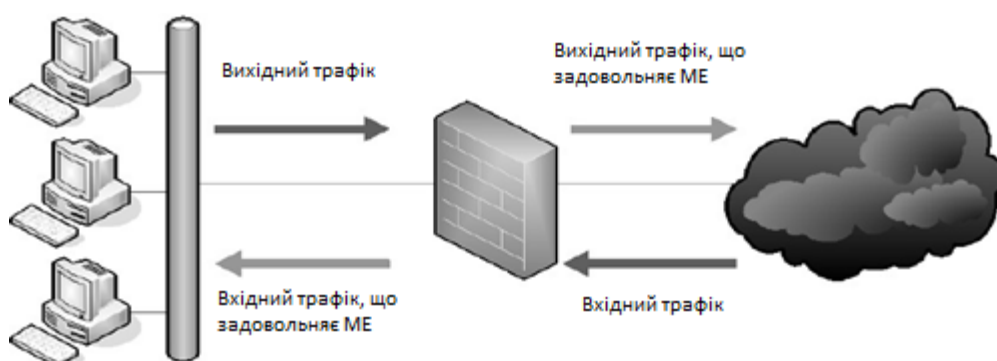 Вихідний трафік
Вихідний трафік, що
задовольняє МЕ
Вхідний трафік, що
задовольняє МЕ
Вхідний трафік